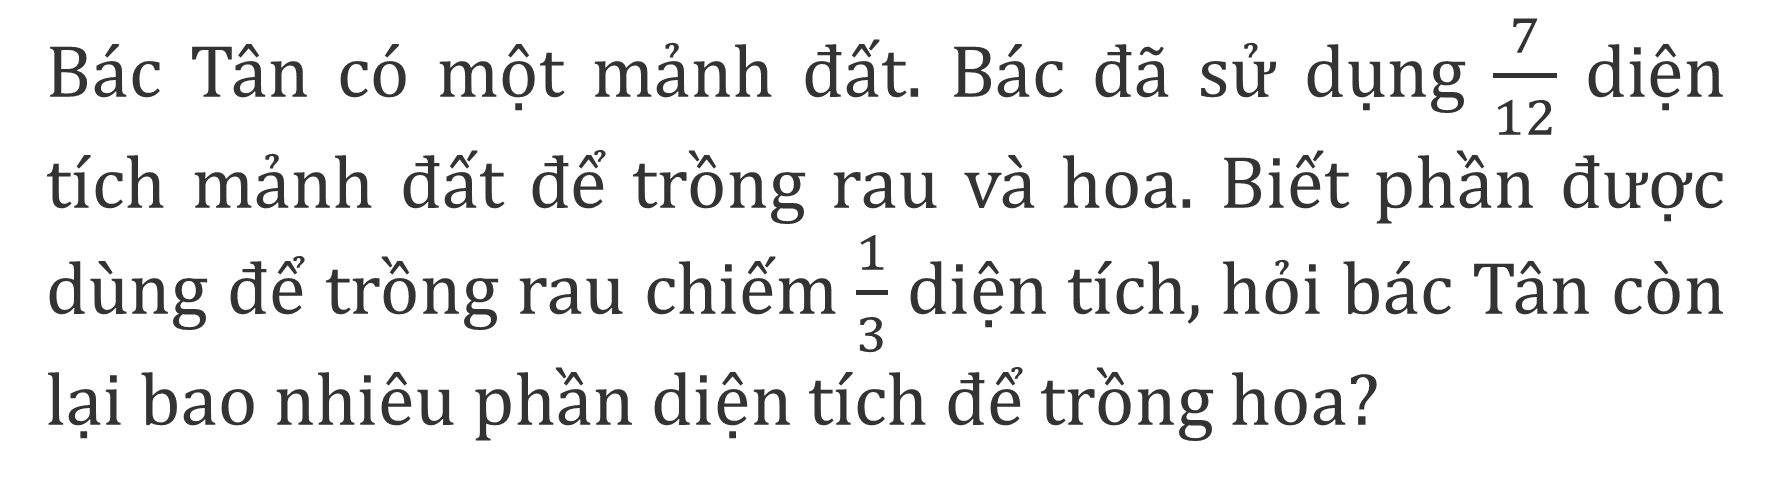 Bác Tân có một mảnh đất. Bác đã sử dụng 7/12 diện
tích mảnh đất để trồng rau và hoa. Biết phần được
dùng để trồng rau chiếm 1/3 diện tích, hỏi bác Tân còn
lại bao nhiêu phần diện tích để trồng hoa?